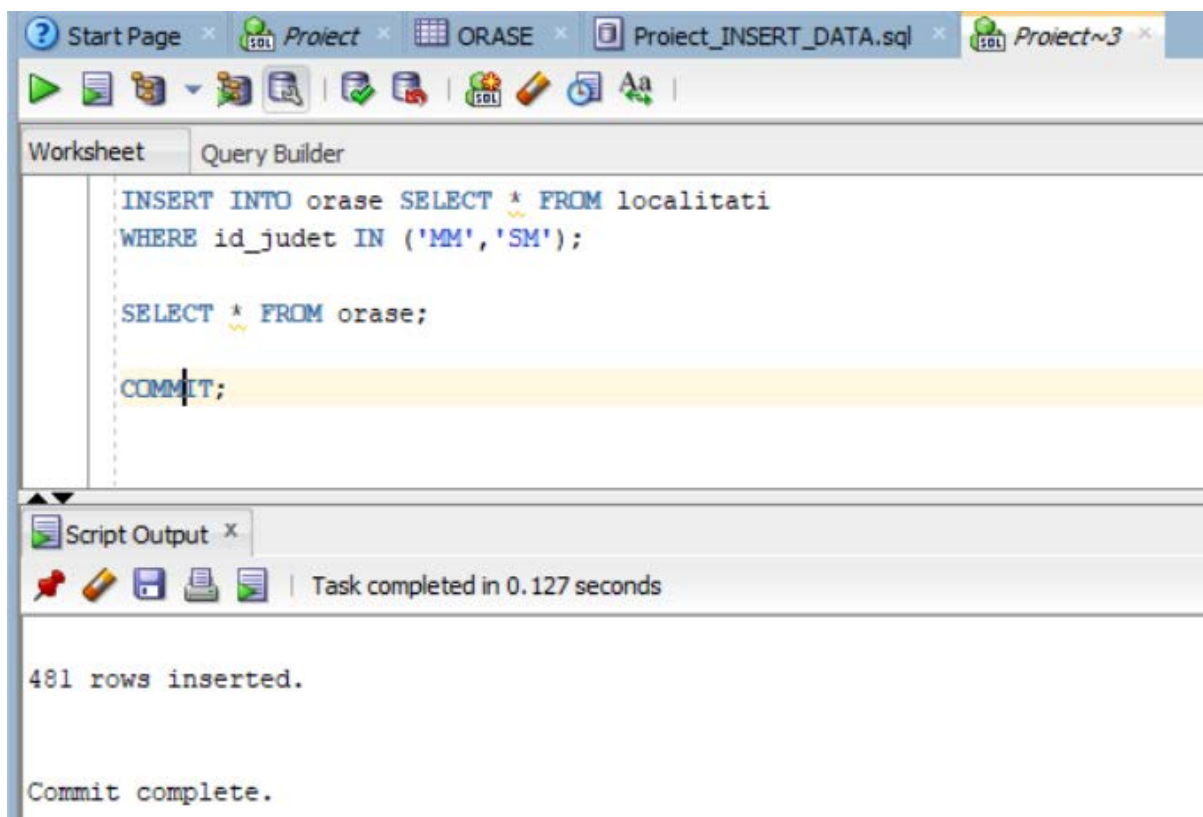 Start Page
Proiect
ORASE
Proiect_INSERT_DATA.sql
Proiect~3
Worksheet
Query Builder
INSERT INTO orase SELECT * FROM localitati
WHERE id_judet IN ('MM','SM');
SELECT * FROM orase;
COMMIT;
Script Output
Task completed in 0.127 seconds
481 rows inserted.
Commit complete.